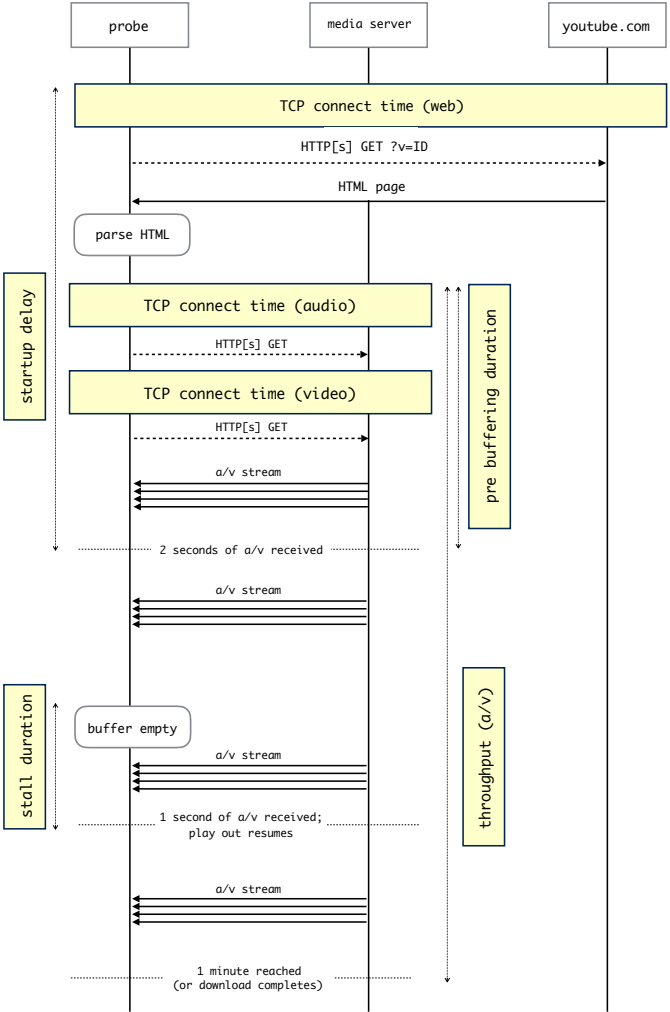 probe
media server
youtube.com
TCP connect time (web)
HTTP[s] GET ?v=ID
HTML page
parse HTML
startup delay
TCP connect time (audio)
HTTP[s] GET
pre buffering duration
TCP connect time (video)
HTTP[s] GET
a/v stream
2 seconds of a/v received
a/v stream
throughput (a/v)
stall duration
buffer empty
a/v stream
1 second of a/v received;
play out resumes
a/v stream
1 minute reached
(or download completes)